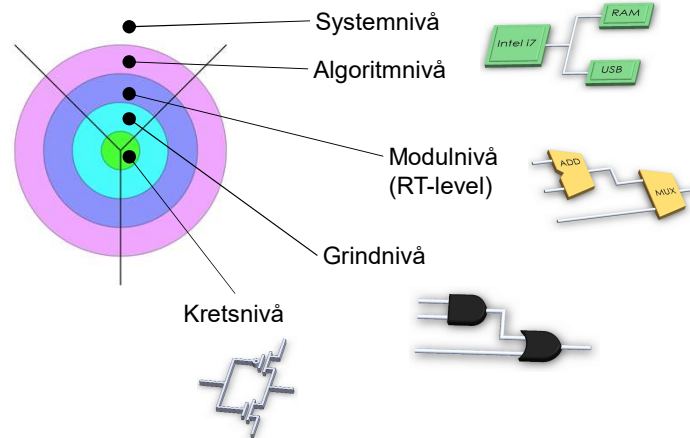 Systemnivå
RAM
Intel i7
USB
Algoritmnivå
Modulnivå
(RT-level)
ADD
MUX
Grindnivå
Kretsnivå